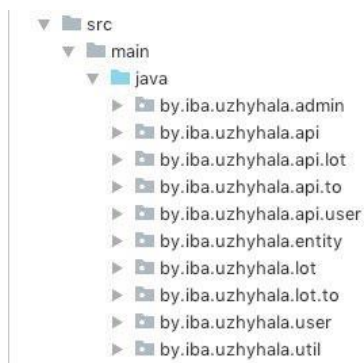 src
main
java
by.iba.uzhyhala.admin
by.iba.uzhyhala.api
by.iba.uzhyhala.api.lot
by.iba.uzhyhala.api.to
by.iba.uzhyhala.api.user
by.iba.uzhyhala.entity
by.iba.uzhyhala.lot
by.iba.uzhyhala.lot.to
by.iba.uzhyhala.user
by.iba.uzhyhala.util